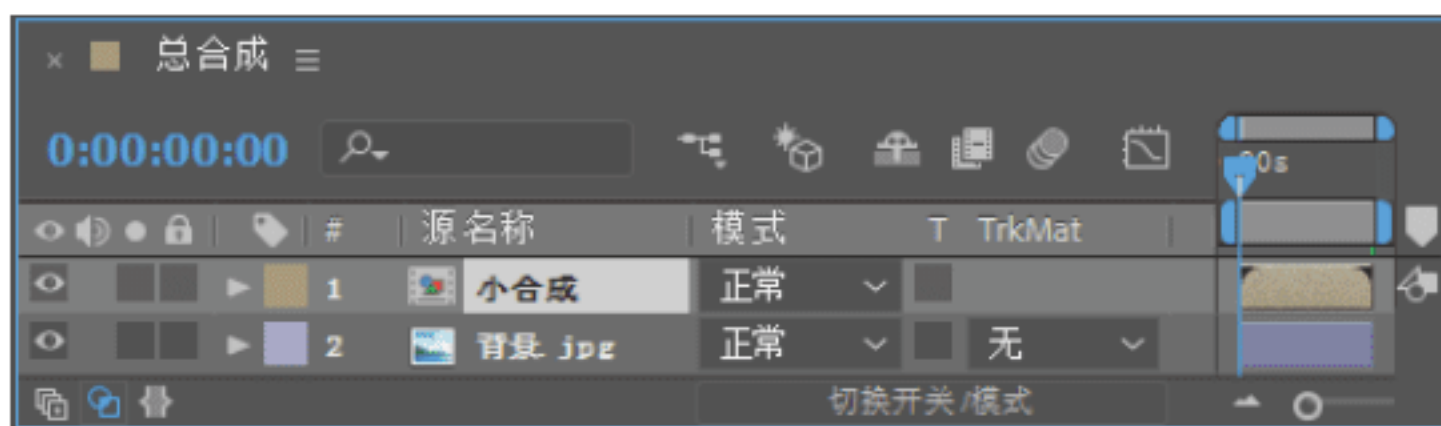 × 总合成 ≡
0:00:00:00
00s
# 源名称 模式 T TrkMat
1 小合成 正常
2 背景.jpg 正常 无
切换开关/模式